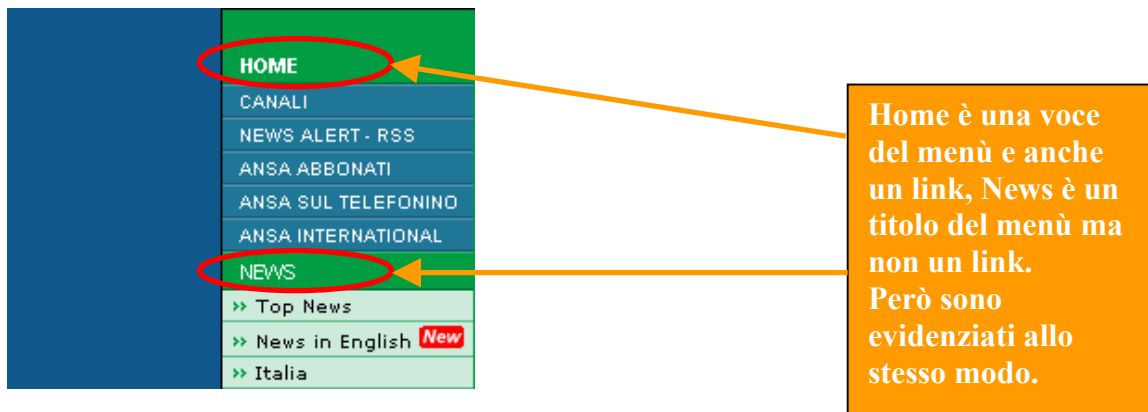 HOME
CANALI
NEWS ALERT - RSS
ANSA ABBONATI
ANSA SUL TELEFONINO
ANSA INTERNATIONAL
NEWS
›› Top News
›› News in English New
›› Italia
Home è una voce
del menù e anche
un link, News è un
titolo del menù ma
non un link.
Però sono
evidenziati allo
stesso modo.